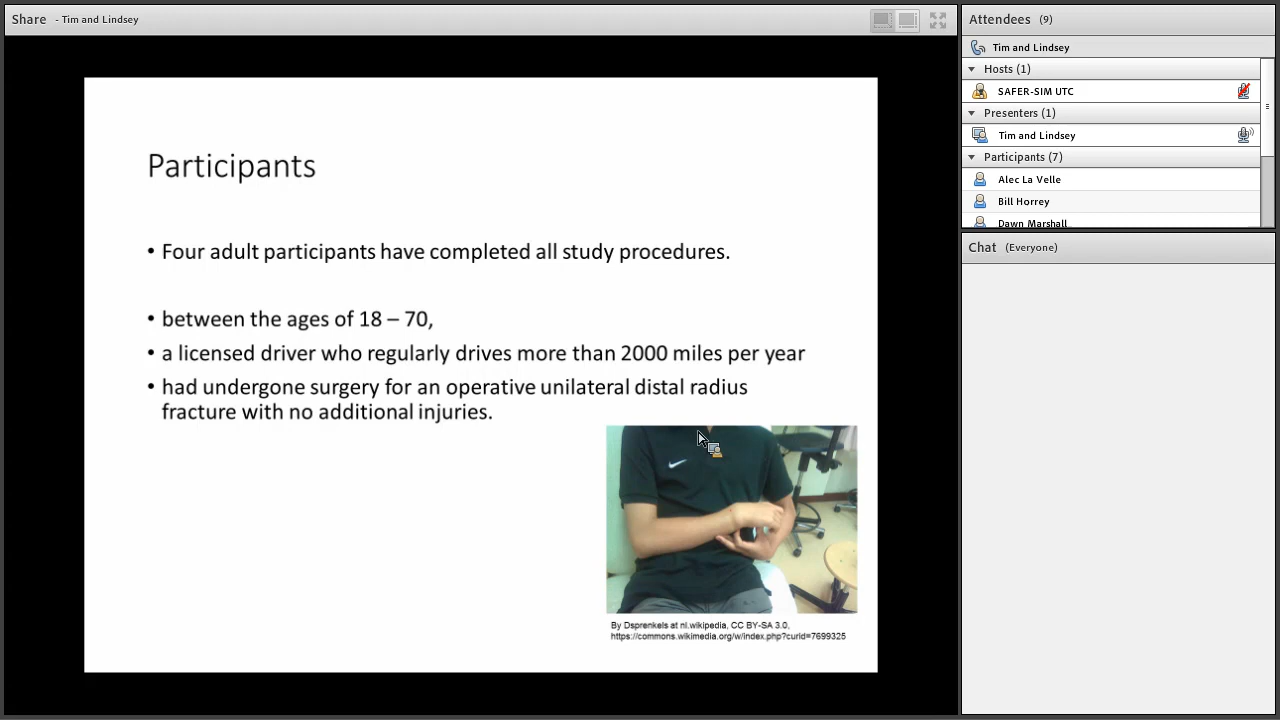 Share - Tim and Lindsey
Participants
• Four adult participants have completed all study procedures.
• between the ages of 18 – 70,
• a licensed driver who regularly drives more than 2000 miles per year
• had undergone surgery for an operative unilateral distal radius
fracture with no additional injuries.
By Dsprenkels at nl.wikipedia, CC BY-SA 3.0,
https://commons.wikimedia.org/w/index.php?curid=7699325
Attendees (9)
Tim and Lindsey
Hosts (1)
SAFER-SIM UTC
Presenters (1)
Tim and Lindsey
Participants (7)
Alec La Velle
Bill Horrey
Dawn Marshall
Chat (Everyone)